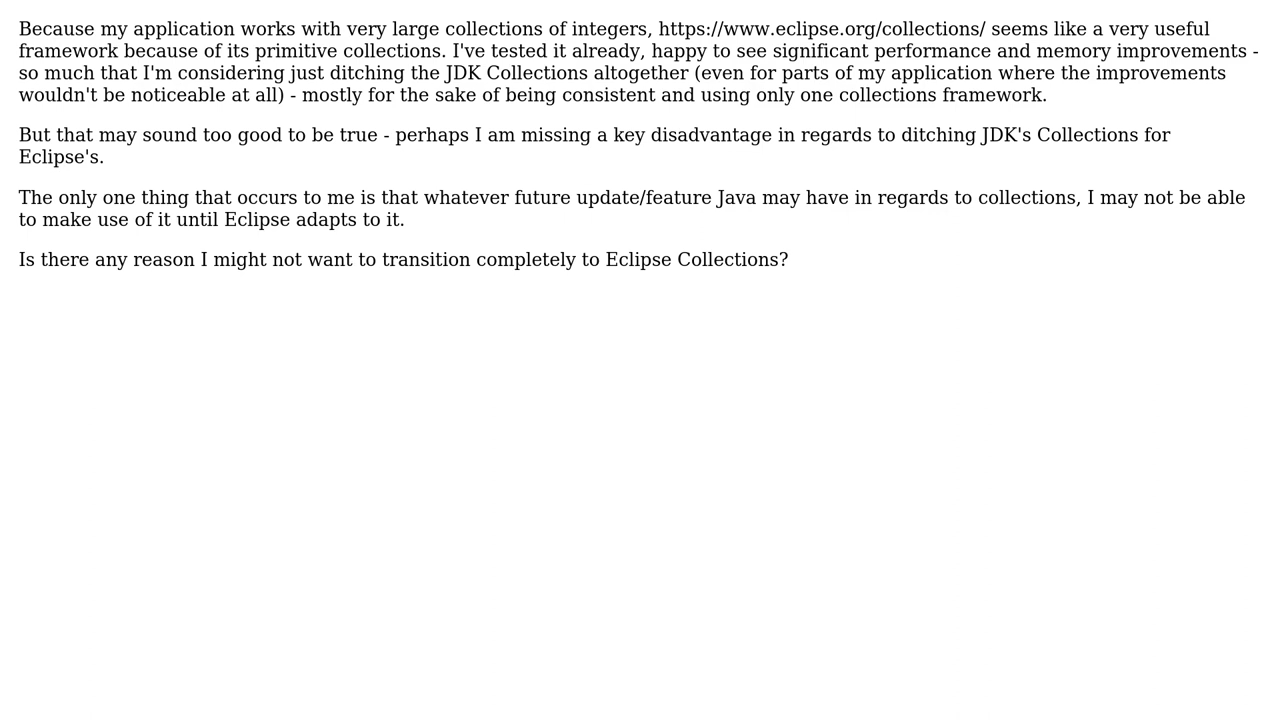 Because my application works with very large collections of integers, https://www.eclipse.org/collections/ seems like a very useful
framework because of its primitive collections. I've tested it already, happy to see significant performance and memory improvements -
so much that I'm considering just ditching the JDK Collections altogether (even for parts of my application where the improvements
wouldn't be noticeable at all) - mostly for the sake of being consistent and using only one collections framework.
But that may sound too good to be true - perhaps I am missing a key disadvantage in regards to ditching JDK's Collections for
Eclipse's.
The only one thing that occurs to me is that whatever future update/feature Java may have in regards to collections, I may not be able
to make use of it until Eclipse adapts to it.
Is there any reason I might not want to transition completely to Eclipse Collections?